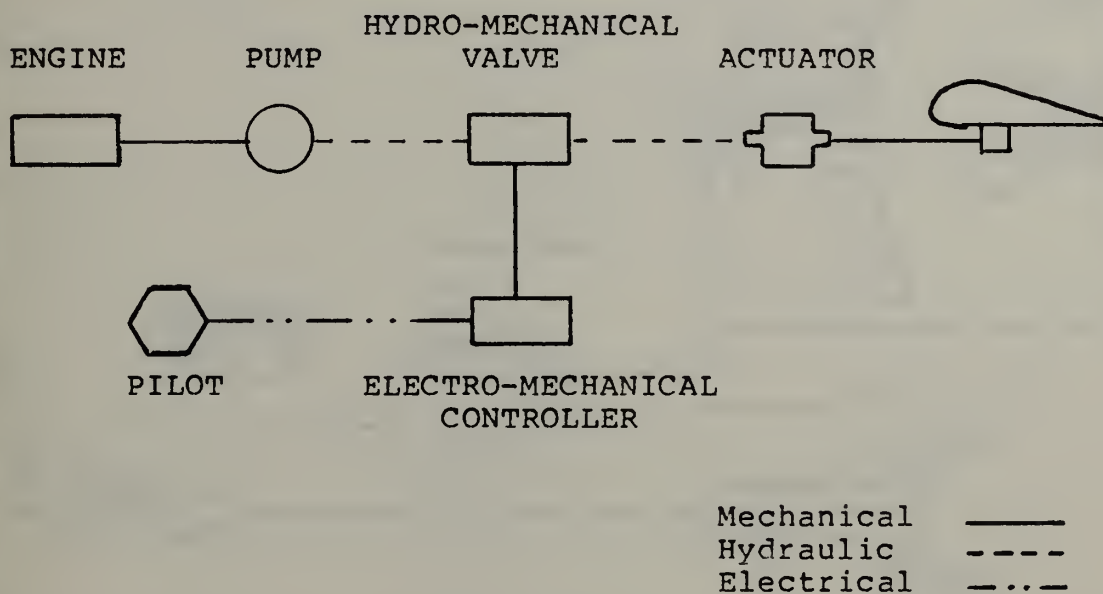 HYDRO-MECHANICAL
ENGINE PUMP VALVE ACTUATOR
PILOT ELECTRO-MECHANICAL
CONTROLLER
Mechanical
Hydraulic
Electrical